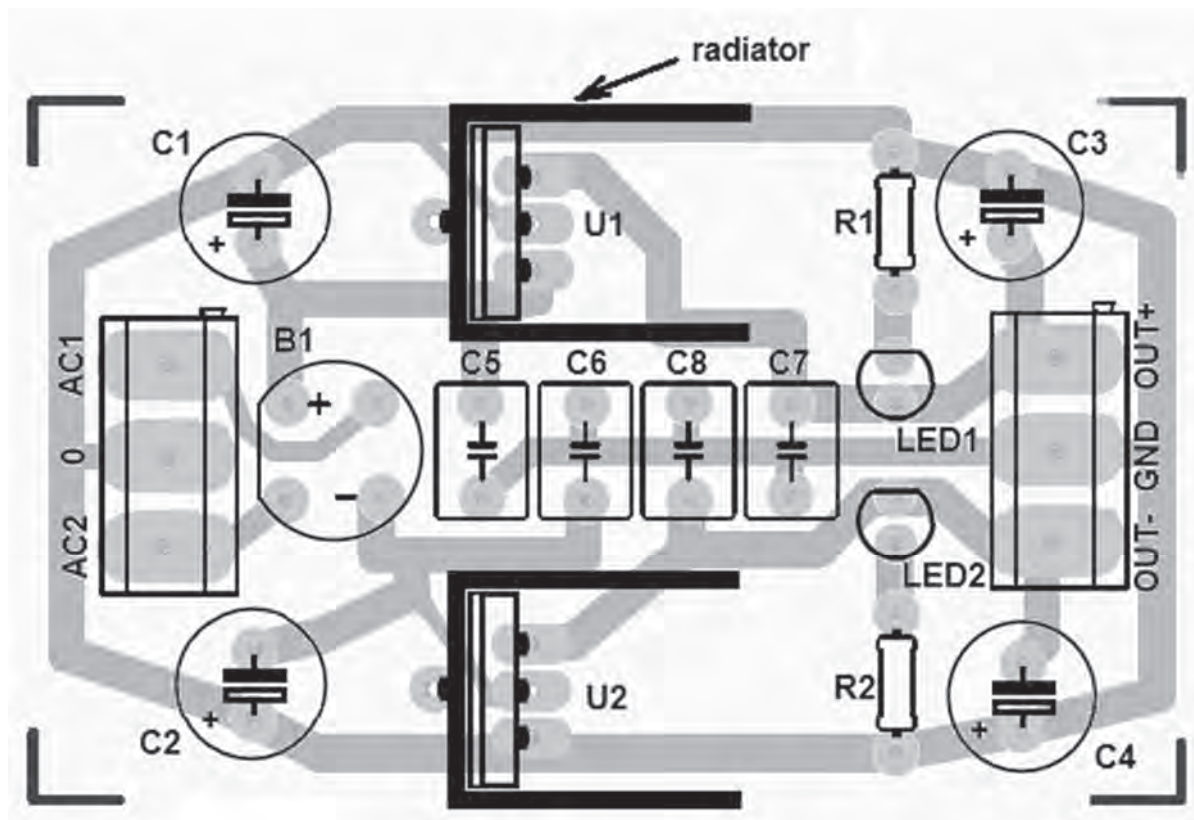 radiator
C1
C3
U1
R1
B1
+
-
C5
C6
C8
C7
LED1
LED2
AC1
0
AC2
OUT+
GND
OUT-
U2
R2
C2
C4
+
+
+
+